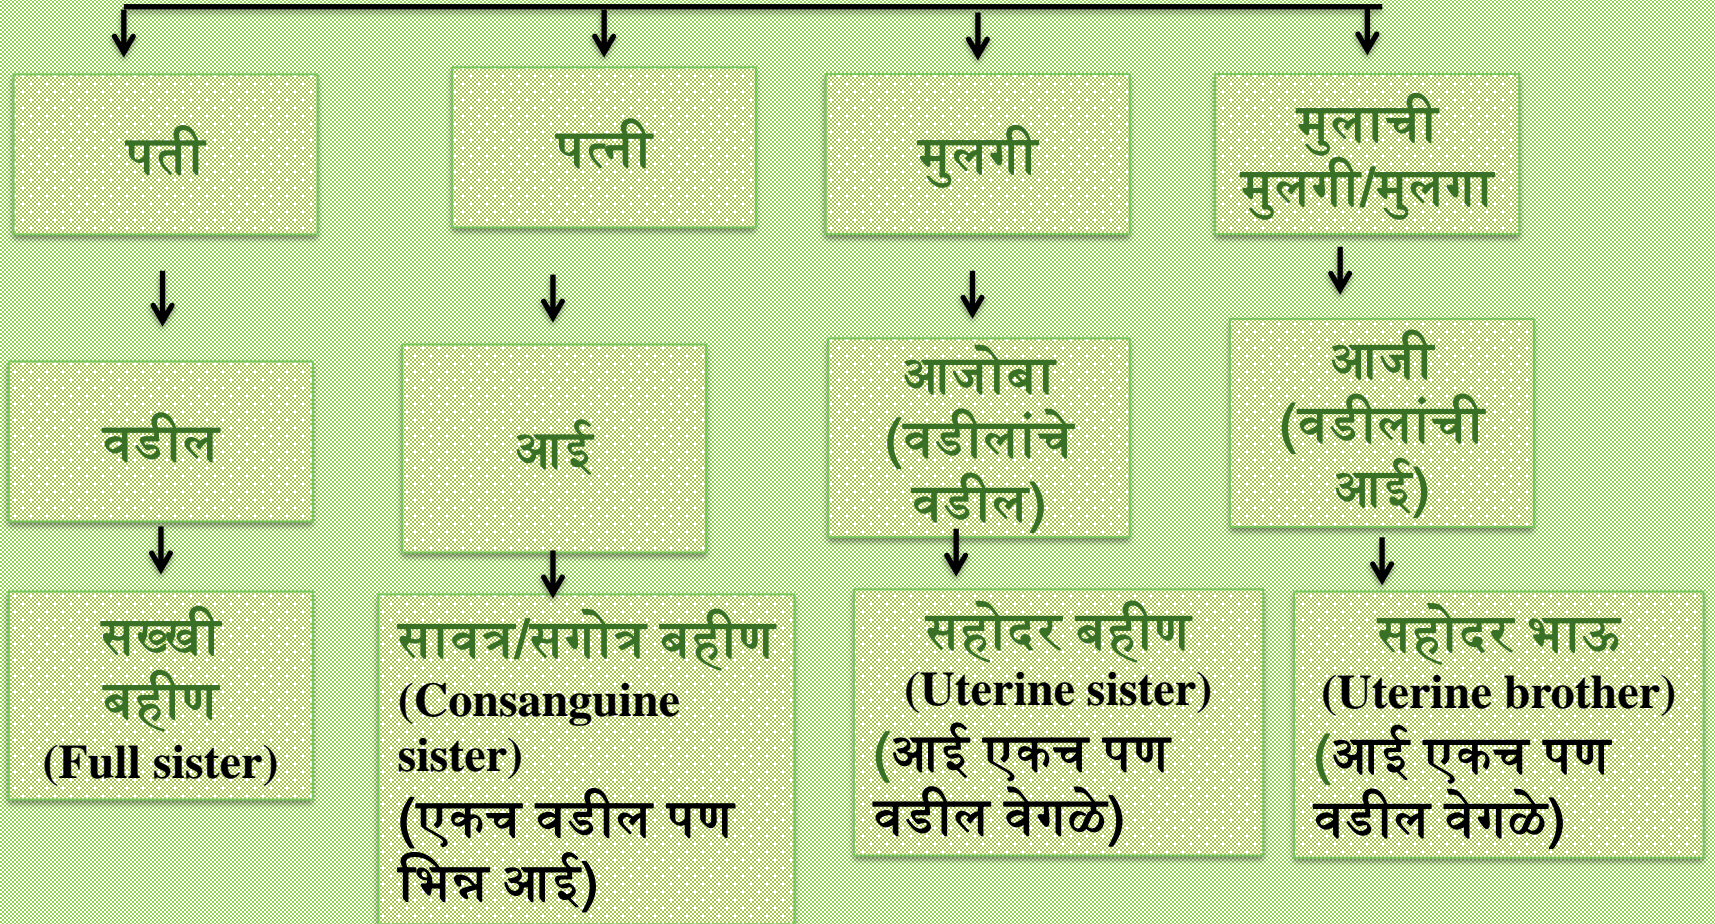 पती
पत्नी
मुलगी
मुलाची
मुलगी/मुलगा
वडील
आई
आजोबा
(वडीलांचे
वडील)
आजी
(वडीलांची
आई)
सख्खी
बहीण
(Full sister)
सावत्र/सगोत्र बहीण
(Consanguine
sister)
(एकच वडील पण
भिन्न आई)
सहोदर बहीण
(Uterine sister)
(आई एकच पण
वडील वेगळे)
सहोदर भाऊ
(Uterine brother)
(आई एकच पण
वडील वेगळे)